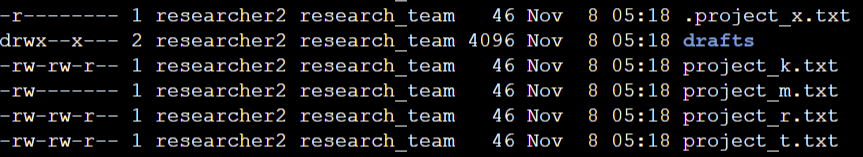 -r-------- 1 researcher2 research_team   46 Nov  8 05:18 .project_x.txt
drwx--x--- 2 researcher2 research_team 4096 Nov  8 05:18 drafts
-rw-rw-r-- 1 researcher2 research_team   46 Nov  8 05:18 project_k.txt
-rw------- 1 researcher2 research_team   46 Nov  8 05:18 project_m.txt
-rw-rw-r-- 1 researcher2 research_team   46 Nov  8 05:18 project_r.txt
-rw-rw-r-- 1 researcher2 research_team   46 Nov  8 05:18 project_t.txt